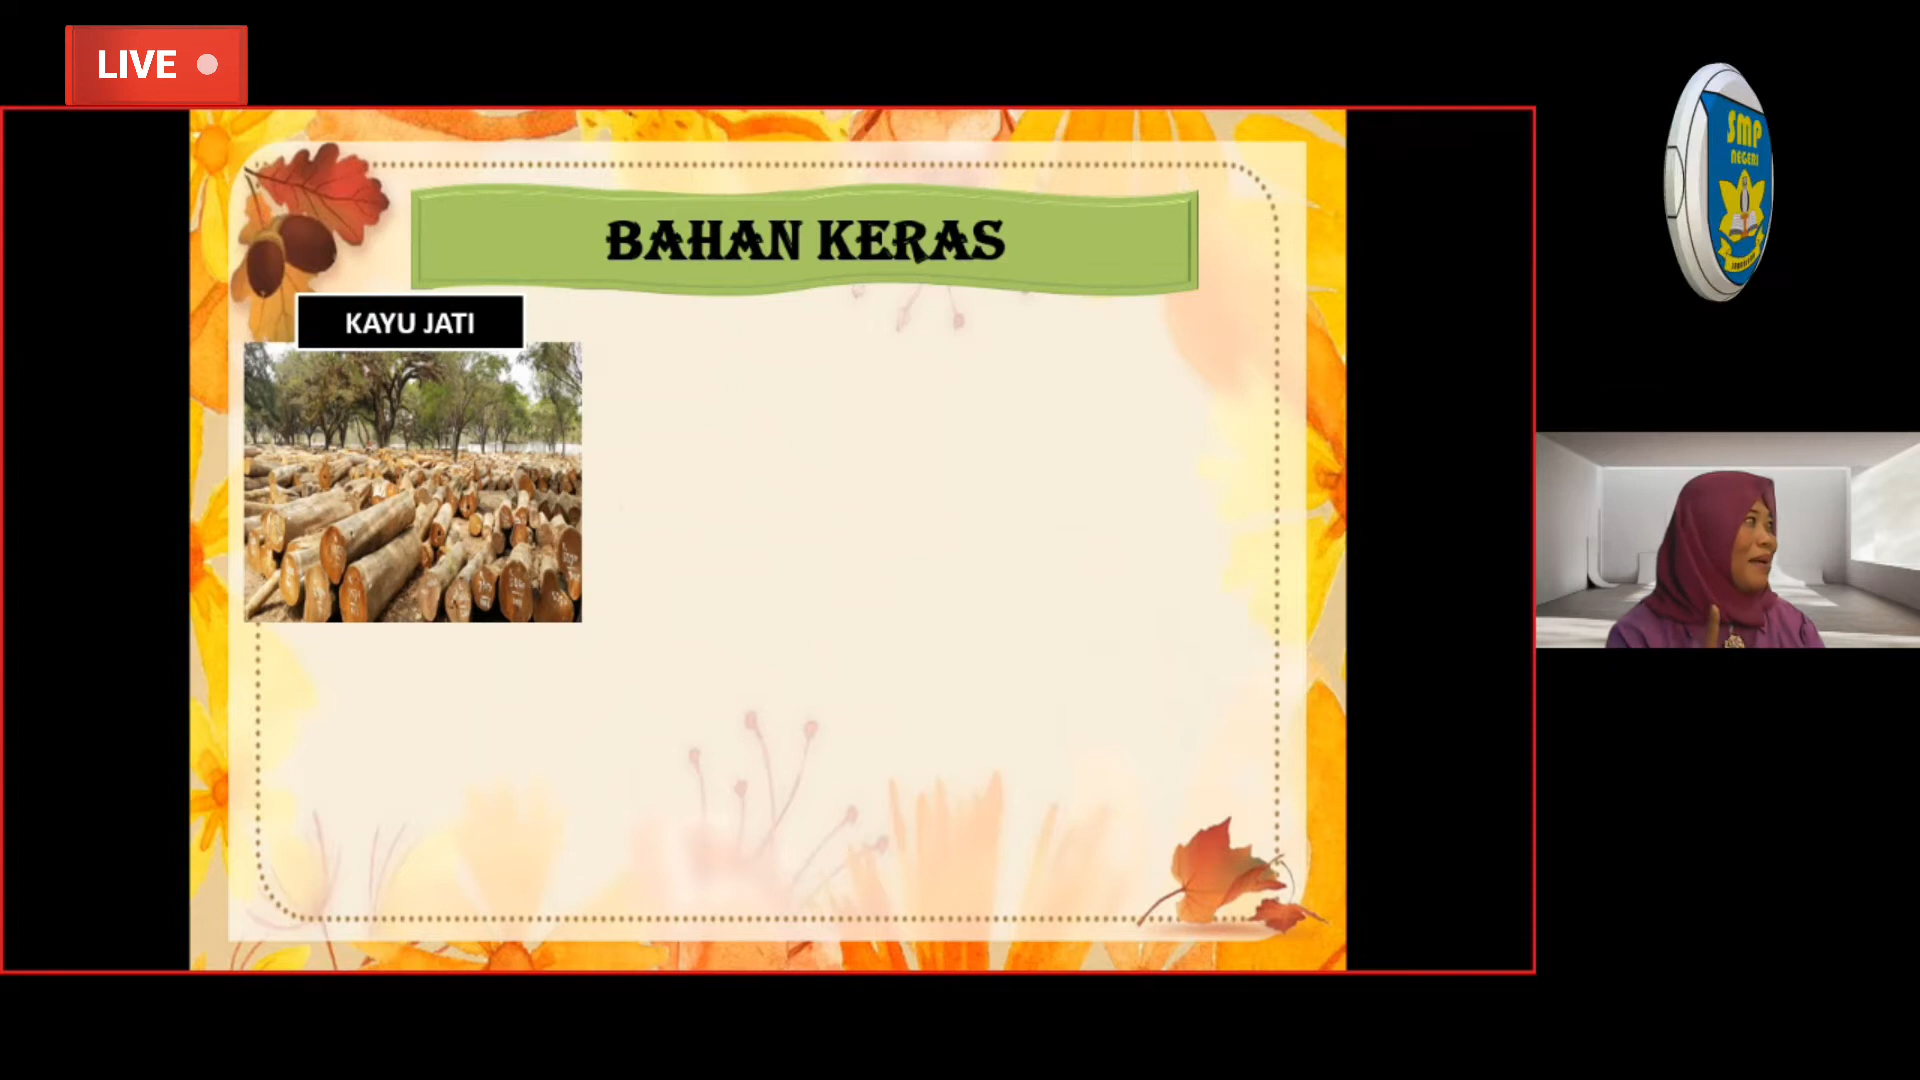 LIVE
SMP
NEGERI
BAHAN KERAS
KAYU JATI